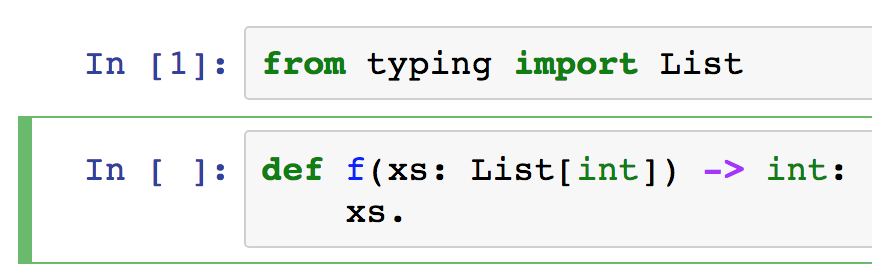 In [1]: from typing import List
In [ ]: def f(xs: List[int]) -> int:
xs.